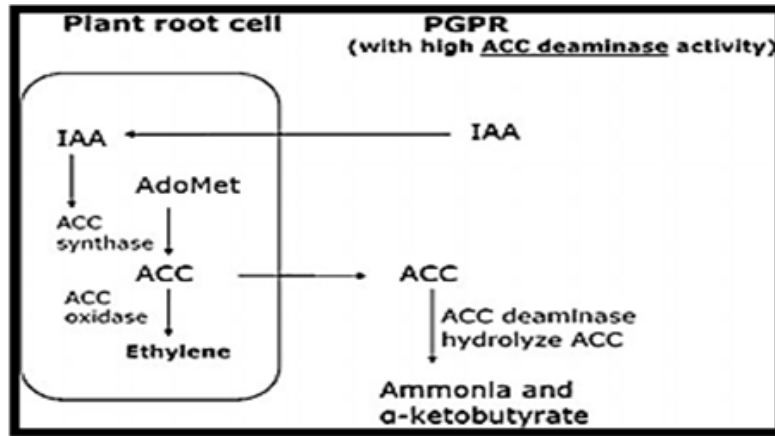 Plant root cell
PGPR
(with high ACC deaminase activity)
IAA
IAA
AdoMet
ACC
synthase
ACC
ACC
ACC
oxidase
ACC deaminase
hydrolyze ACC
Ethylene
Ammonia and
α-ketobutyrate